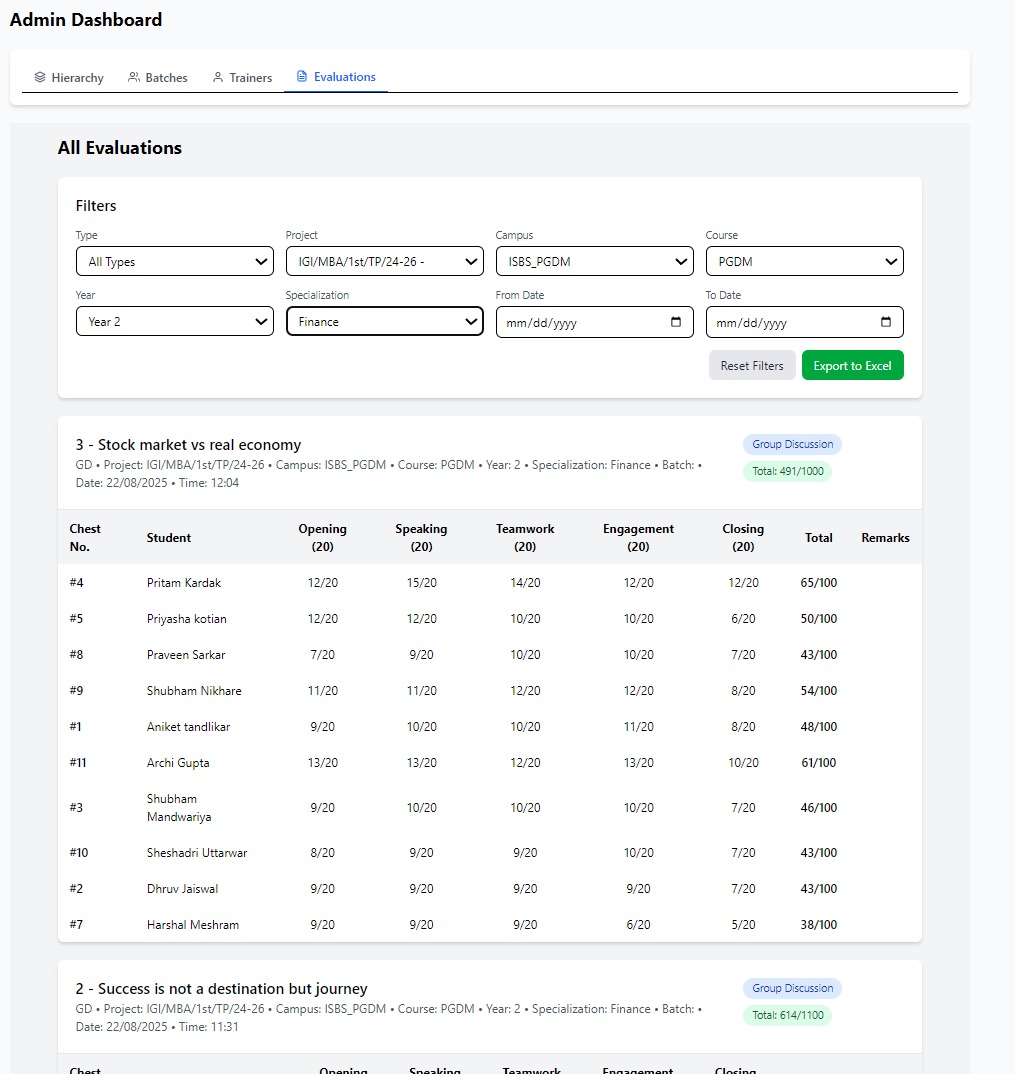 Admin Dashboard
Hierarchy Batches Trainers Evaluations
All Evaluations
Filters
Type Project Campus Course
All Types IGI/MBA/1st/TP/24-26 - ISBS_PGDM PGDM
Year Specialization From Date To Date
Year 2 Finance mm/dd/yyyy mm/dd/yyyy
Reset Filters Export to Excel
3 - Stock market vs real economy Group Discussion
GD • Project: IGI/MBA/1st/TP/24-26 • Campus: ISBS_PGDM • Course: PGDM • Year: 2 • Specialization: Finance • Batch: • Total: 491/1000
Date: 22/08/2025 • Time: 12:04
Chest No. Student Opening (20) Speaking (20) Teamwork (20) Engagement (20) Closing (20) Total Remarks
#4 Pritam Kardak 12/20 15/20 14/20 12/20 12/20 65/100
#5 Priyasha kotian 12/20 12/20 10/20 10/20 6/20 50/100
#8 Praveen Sarkar 7/20 9/20 10/20 10/20 7/20 43/100
#9 Shubham Nikhare 11/20 11/20 12/20 12/20 8/20 54/100
#1 Aniket tandlikar 9/20 10/20 10/20 11/20 8/20 48/100
#11 Archi Gupta 13/20 13/20 12/20 13/20 10/20 61/100
#3 Shubham Mandwariya 9/20 10/20 10/20 10/20 7/20 46/100
#10 Sheshadri Uttarwar 8/20 9/20 9/20 10/20 7/20 43/100
#2 Dhruv Jaiswal 9/20 9/20 9/20 9/20 7/20 43/100
#7 Harshal Meshram 9/20 9/20 9/20 6/20 5/20 38/100
2 - Success is not a destination but journey Group Discussion
GD • Project: IGI/MBA/1st/TP/24-26 • Campus: ISBS_PGDM • Course: PGDM • Year: 2 • Specialization: Finance • Batch: • Total: 614/1100
Date: 22/08/2025 • Time: 11:31
Chest Opening Speaking Teamwork Engagement Closing